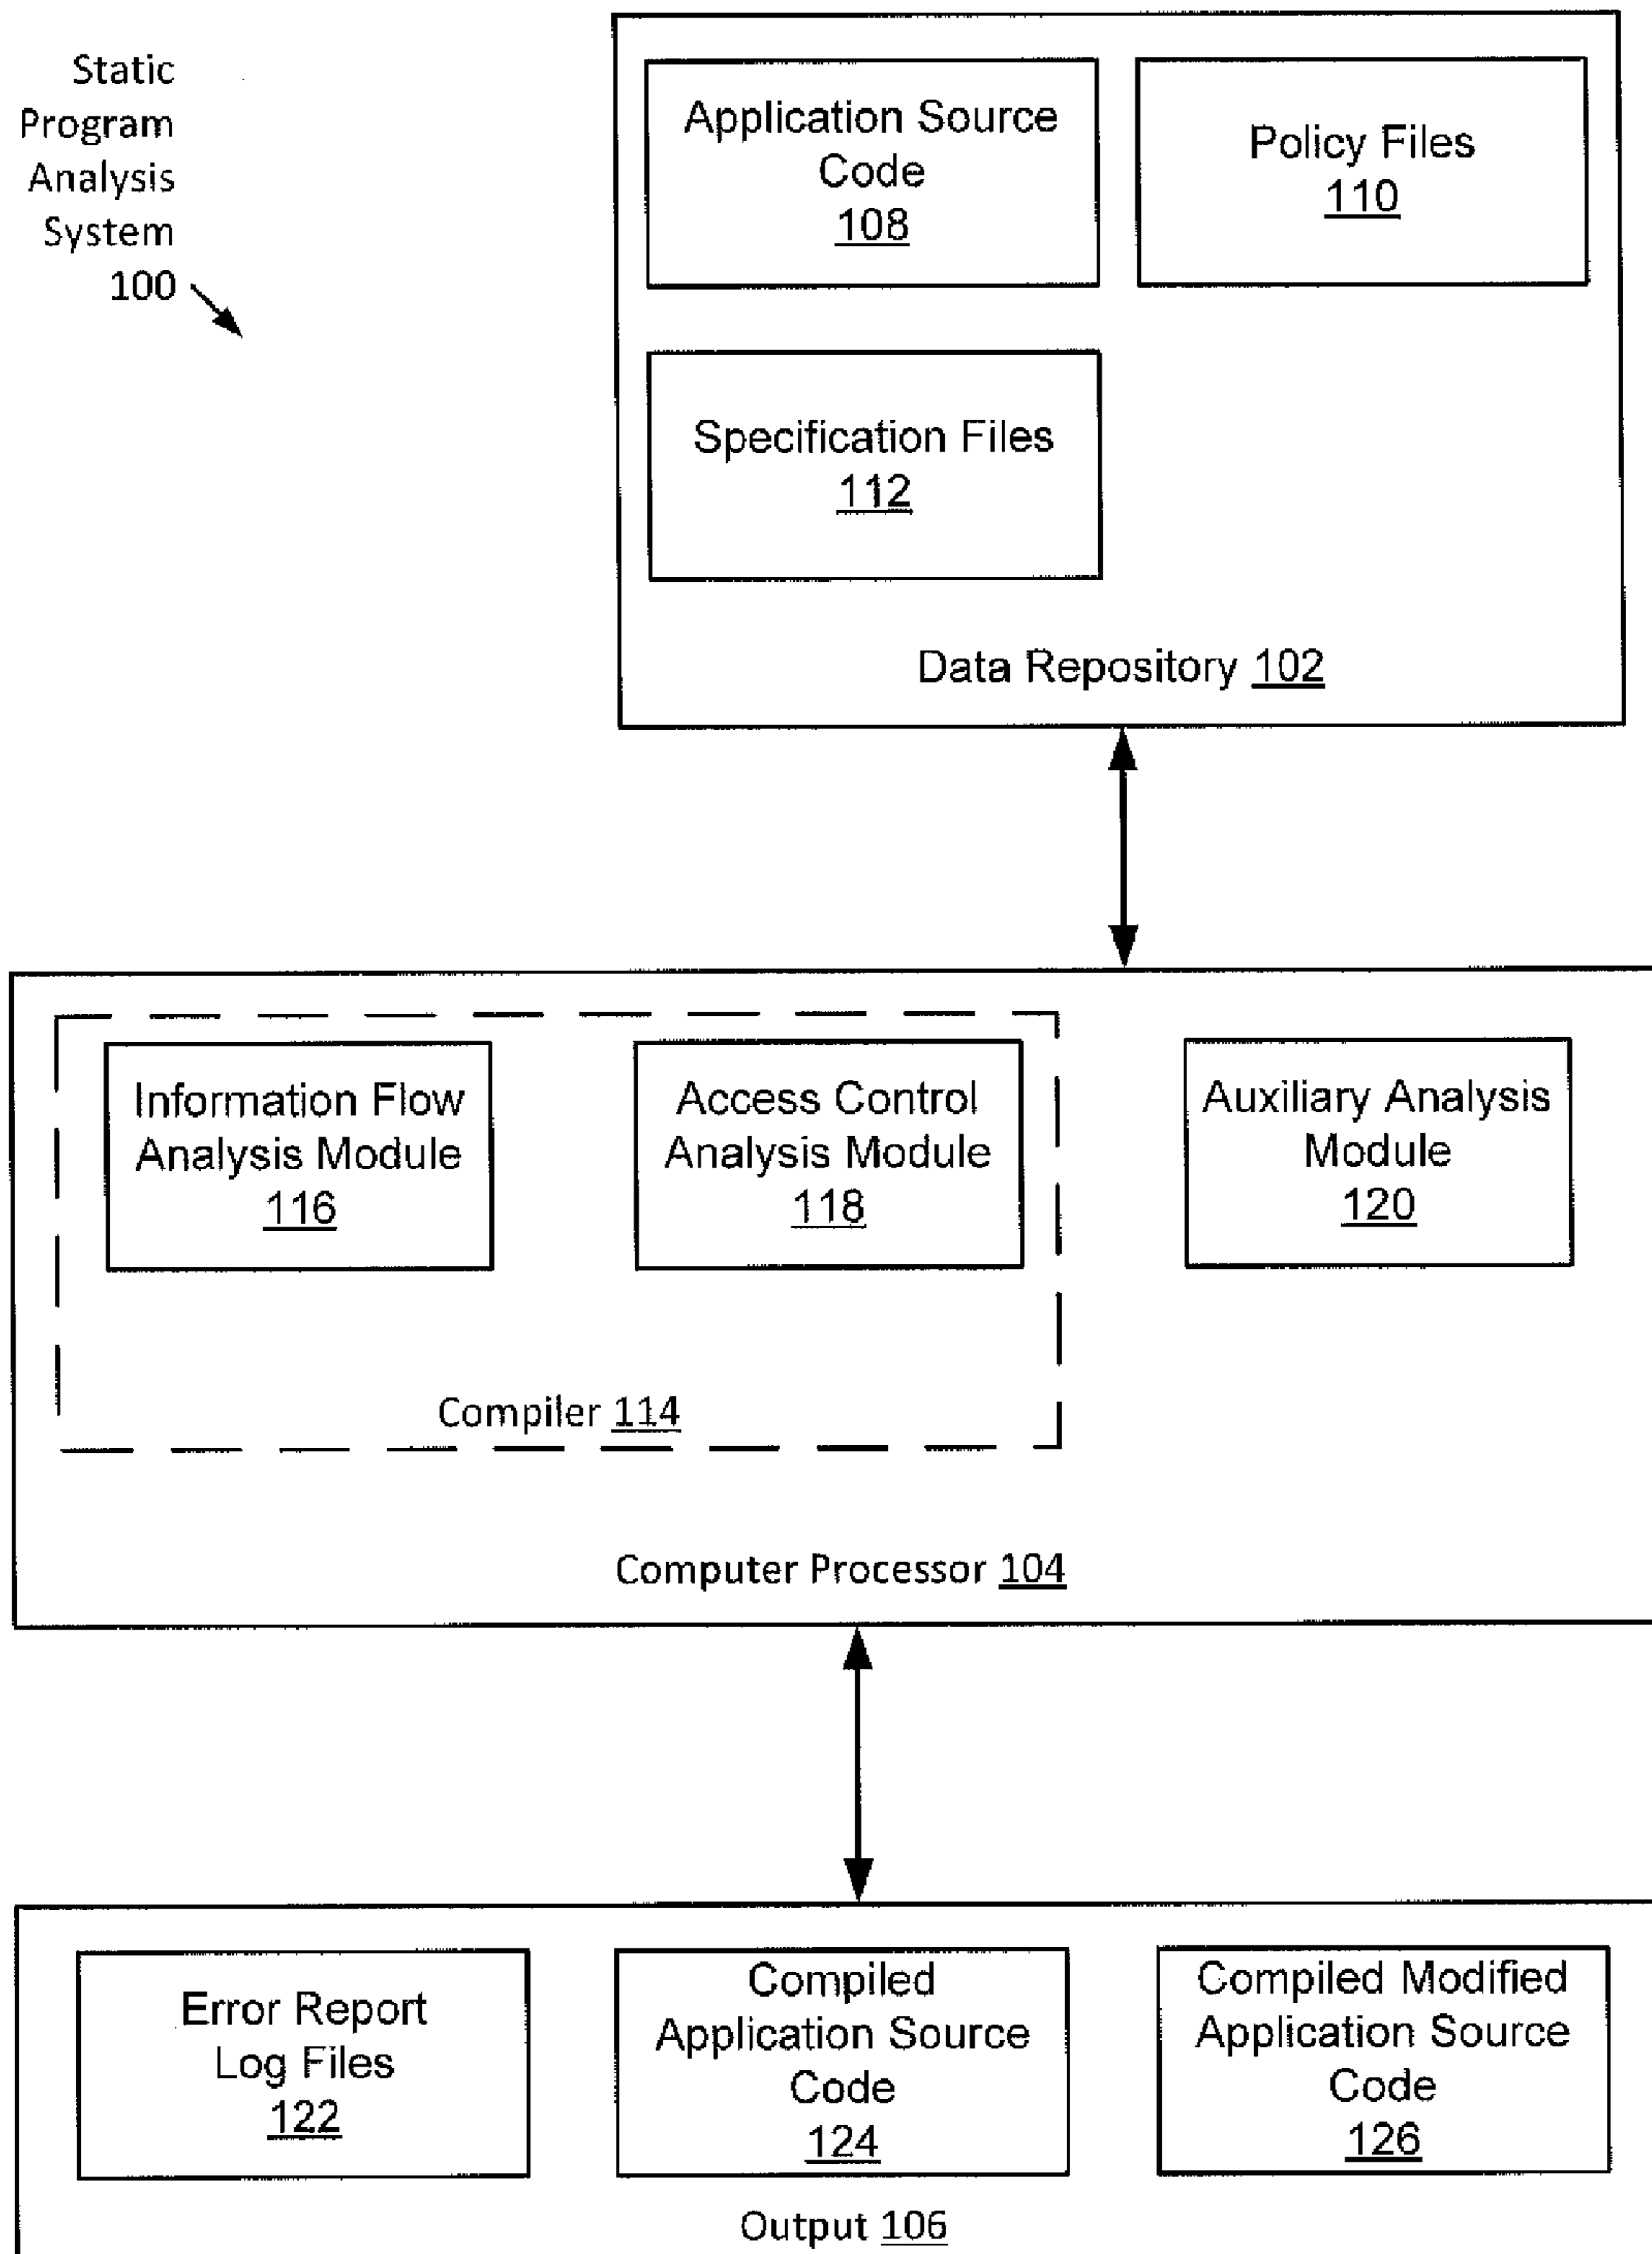 Static
Program
Analysis
System
100
Application Source
Code
108
Policy Files
110
Specification Files
112
Data Repository 102
Information Flow
Analysis Module
116
Access Control
Analysis Module
118
Auxiliary Analysis
Module
120
Compiler 114
Computer Processor 104
Error Report
Log Files
122
Compiled
Application Source
Code
124
Compiled Modified
Application Source
Code
126
Output 106